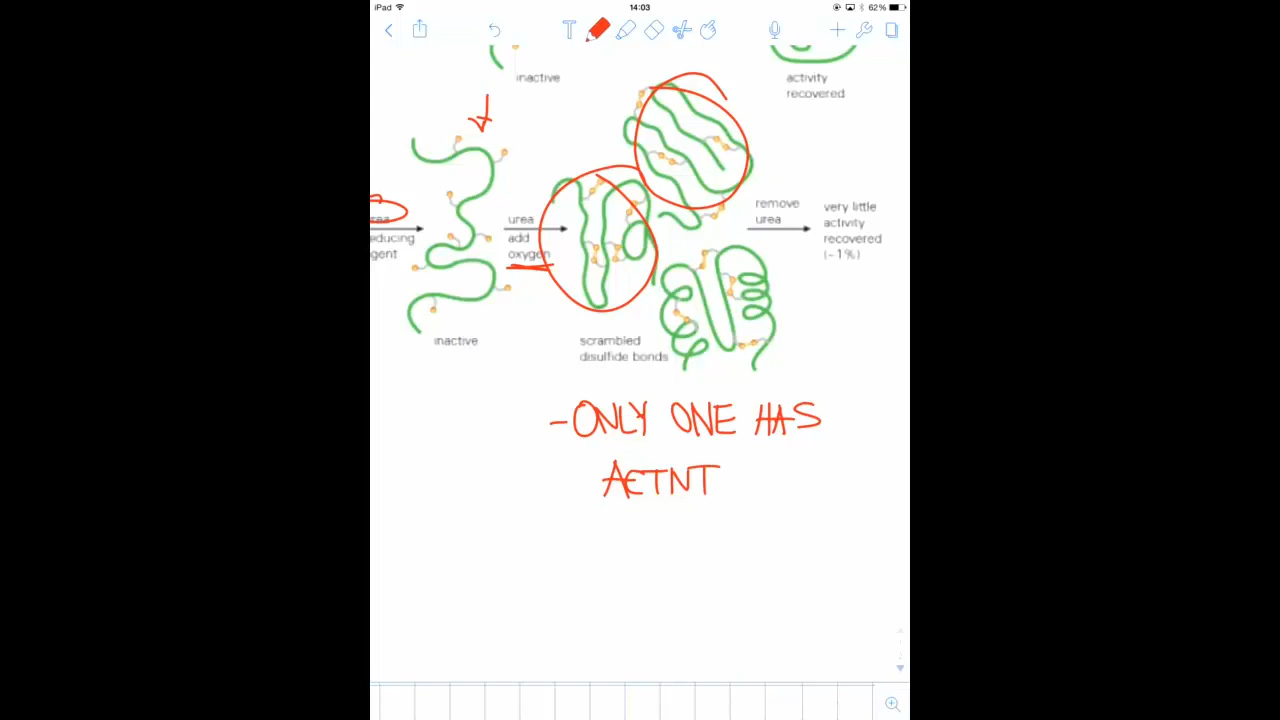 iPad 14:03 62%
T
inactive
activity
recovered
urea
add
oxygen
remove
urea
very little
activity
recovered
(~1%)
educing
gent
inactive
scrambled
disulfide bonds
-ONLY ONE HAS
ACTNT